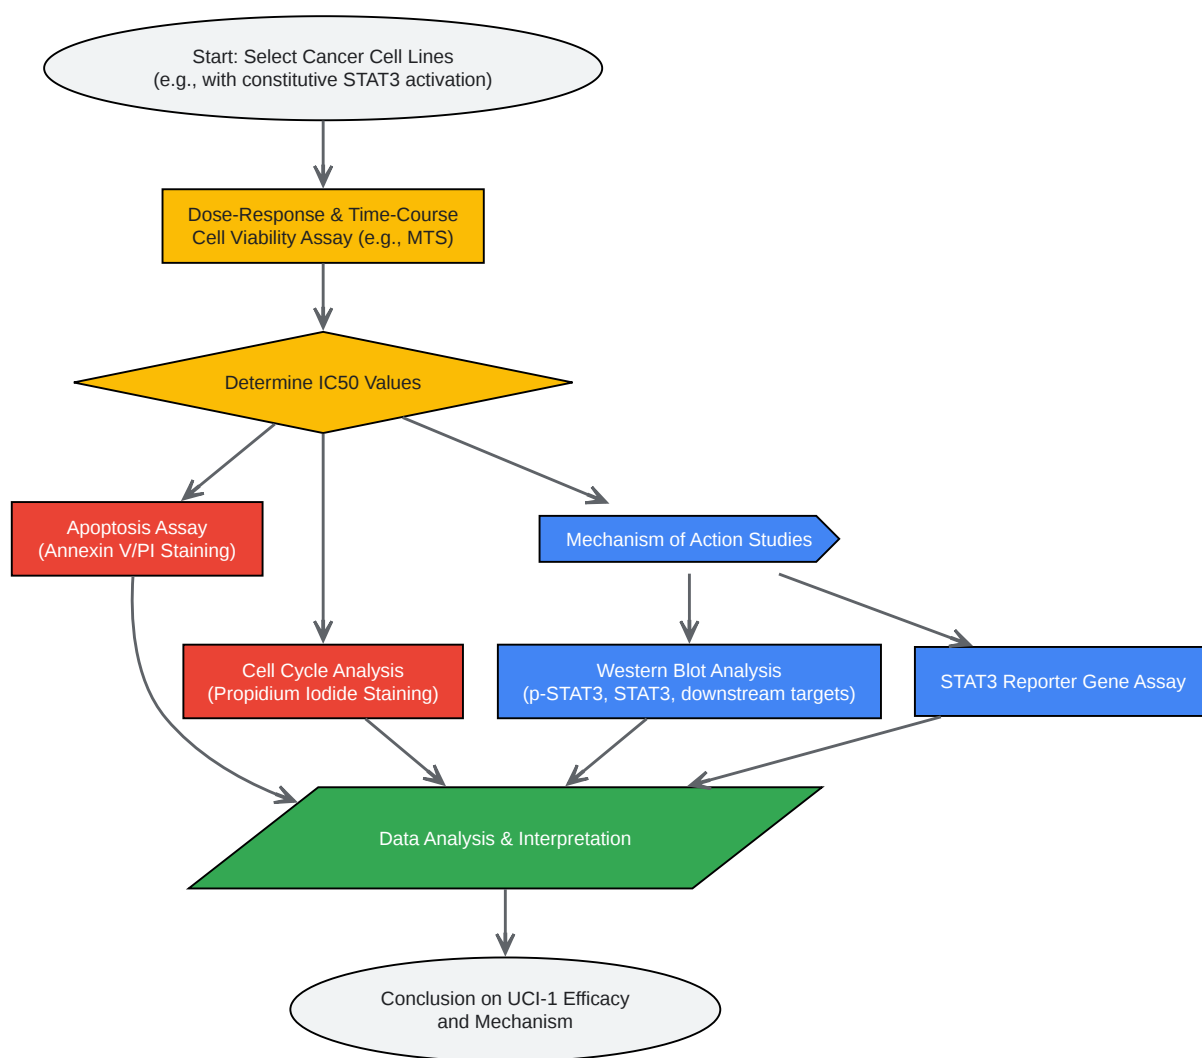 Start: Select Cancer Cell Lines
(e.g., with constitutive STAT3 activation)
Dose-Response & Time-Course
Cell Viability Assay (e.g., MTS)
Determine IC50 Values
Apoptosis Assay
(Annexin V/PI Staining)
Mechanism of Action Studies
Cell Cycle Analysis
(Propidium Iodide Staining)
Western Blot Analysis
(p-STAT3, STAT3, downstream targets)
STAT3 Reporter Gene Assay
Data Analysis & Interpretation
Conclusion on UCI-1 Efficacy
and Mechanism